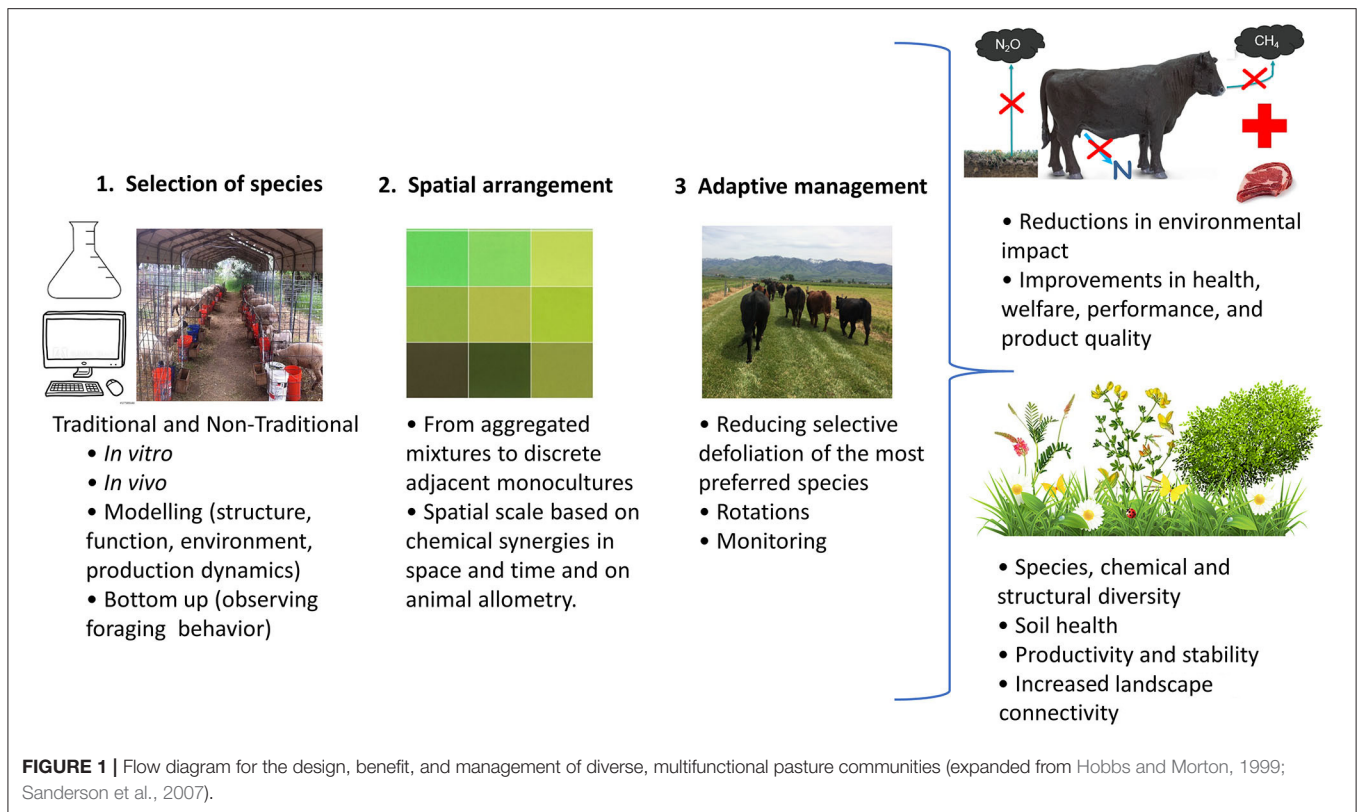 1. Selection of species
Traditional and Non-Traditional
• In vitro
• In vivo
• Modelling (structure,
function, environment,
production dynamics)
• Bottom up (observing
foraging behavior)
2. Spatial arrangement
• From aggregated
mixtures to discrete
adjacent monocultures
• Spatial scale based on
chemical synergies in
space and time and on
animal allometry.
3 Adaptive management
• Reducing selective
defoliation of the most
preferred species
• Rotations
• Monitoring
N₂O
CH₄
N
• Reductions in environmental
impact
• Improvements in health,
welfare, performance, and
product quality
• Species, chemical and
structural diversity
• Soil health
• Productivity and stability
• Increased landscape
connectivity
FIGURE 1 | Flow diagram for the design, benefit, and management of diverse, multifunctional pasture communities (expanded from Hobbs and Morton, 1999;
Sanderson et al., 2007).